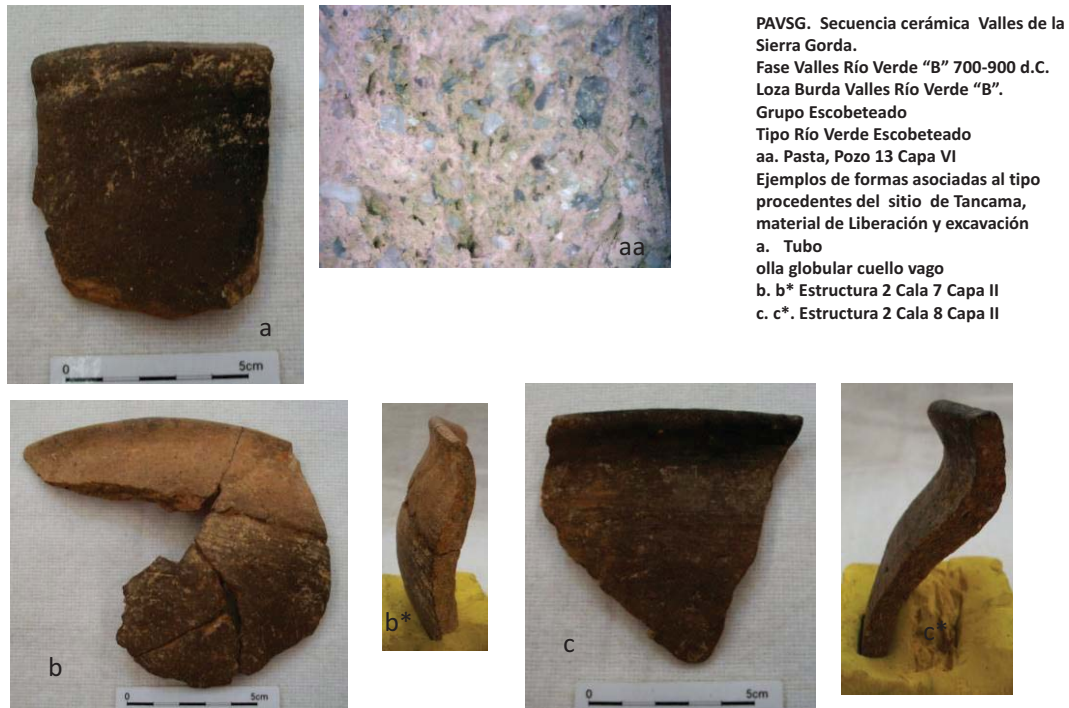 PAVSG. Secuencia cerámica Valles de la
Sierra Gorda.
Fase Valles Río Verde “B” 700-900 d.C.
Loza Burda Valles Río Verde “B”.
Grupo Escobeteado
Tipo Río Verde Escobeteado
aa. Pasta, Pozo 13 Capa VI
Ejemplos de formas asociadas al tipo
procedentes del sitio de Tancama,
material de Liberación y excavación
a. Tubo
olla globular cuello vago
b. b* Estructura 2 Cala 7 Capa II
c. c*. Estructura 2 Cala 8 Capa II
aa
a
0 5cm
b
b*
c
c*
0 5cm
0 5cm